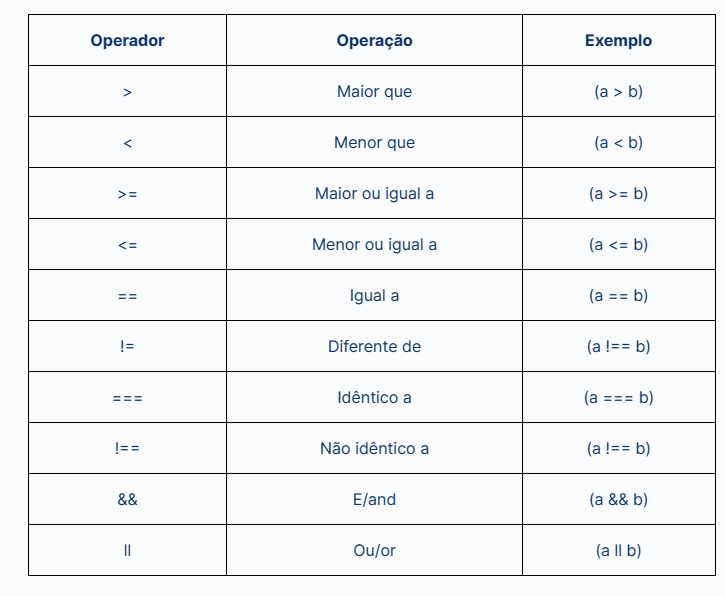 Operador Operação Exemplo
> Maior que (a > b)
< Menor que (a < b)
>= Maior ou igual a (a >= b)
<= Menor ou igual a (a <= b)
== Igual a (a == b)
!= Diferente de (a !== b)
=== Idêntico a (a === b)
!== Não idêntico a (a !== b)
&& E/and (a && b)
ll Ou/or (a ll b)